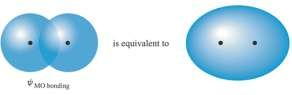 is equivalent to
ψ MO bonding